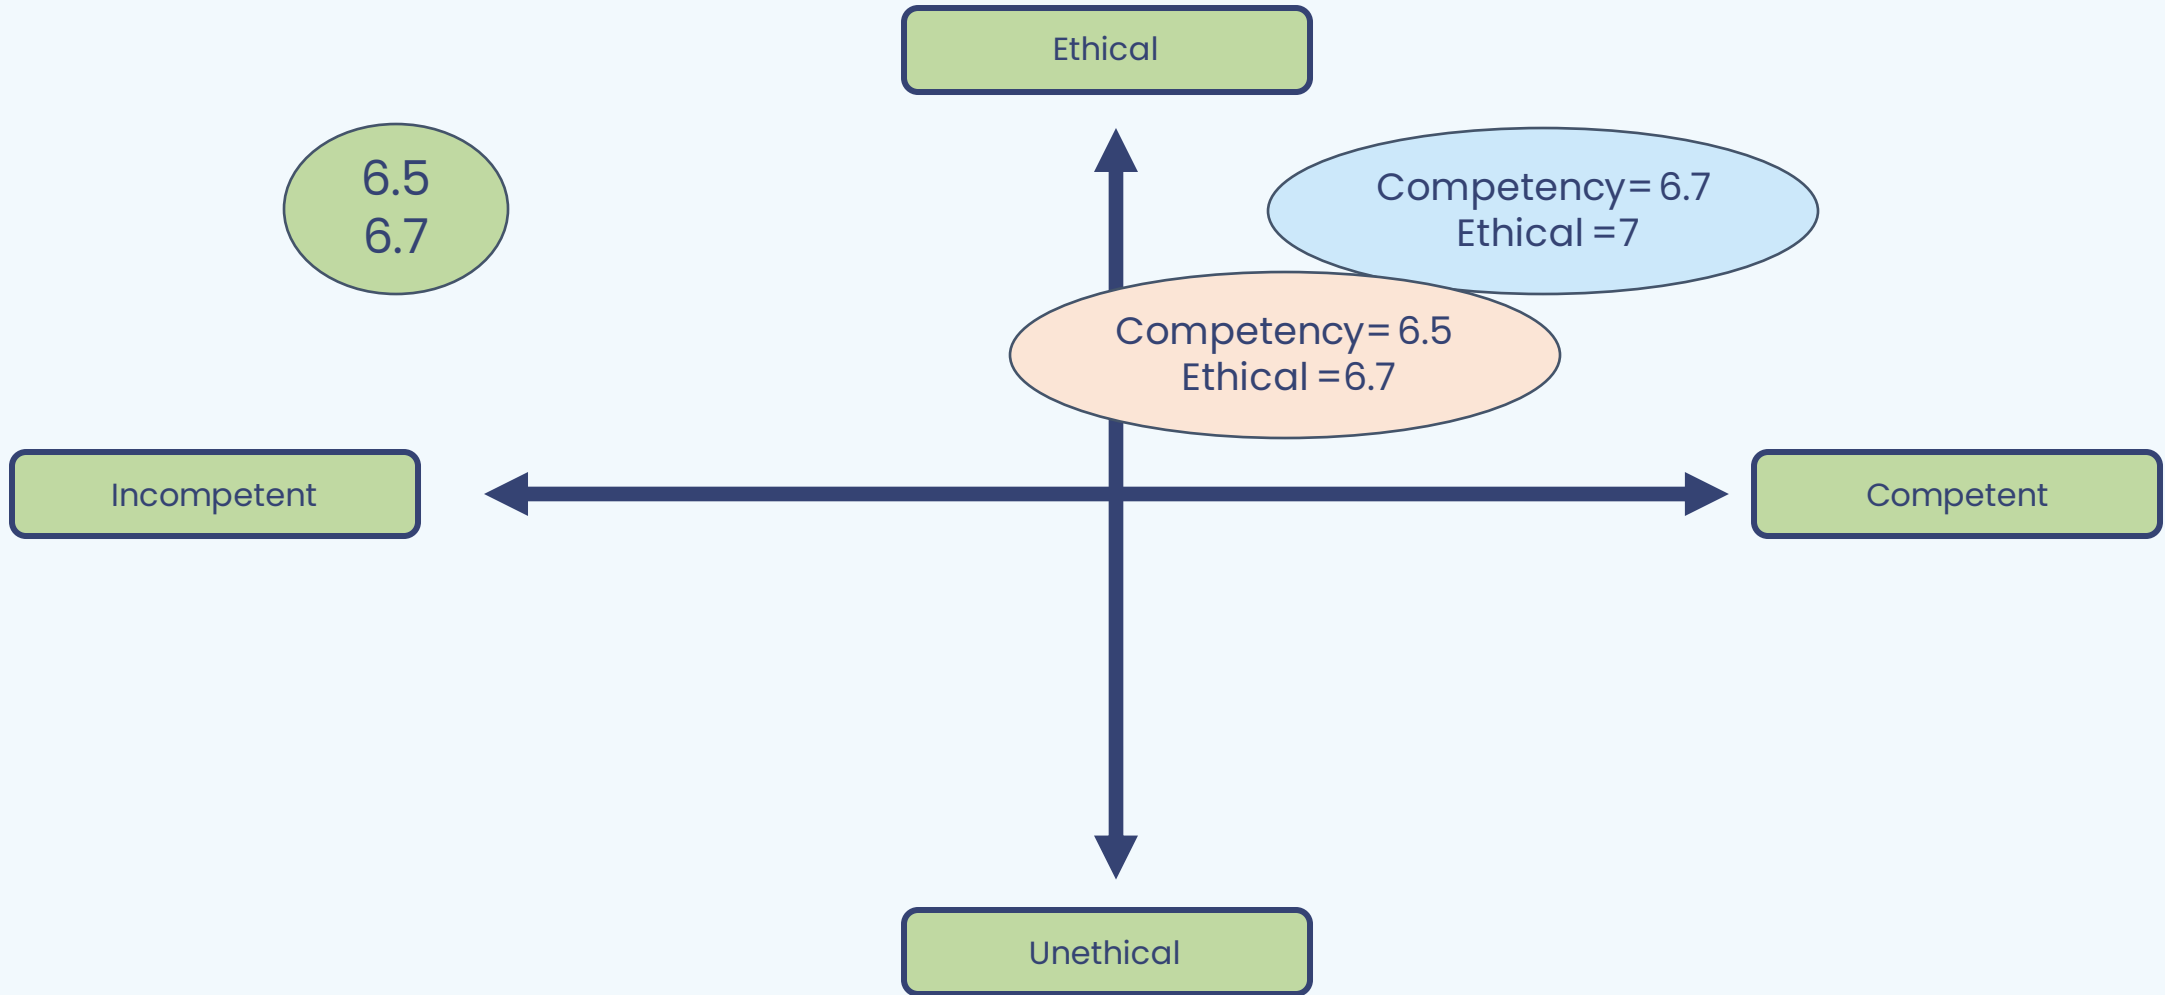 Ethical
6.5
6.7
Competency= 6.7
Ethical =7
Competency= 6.5
Ethical =6.7
Incompetent
Competent
Unethical